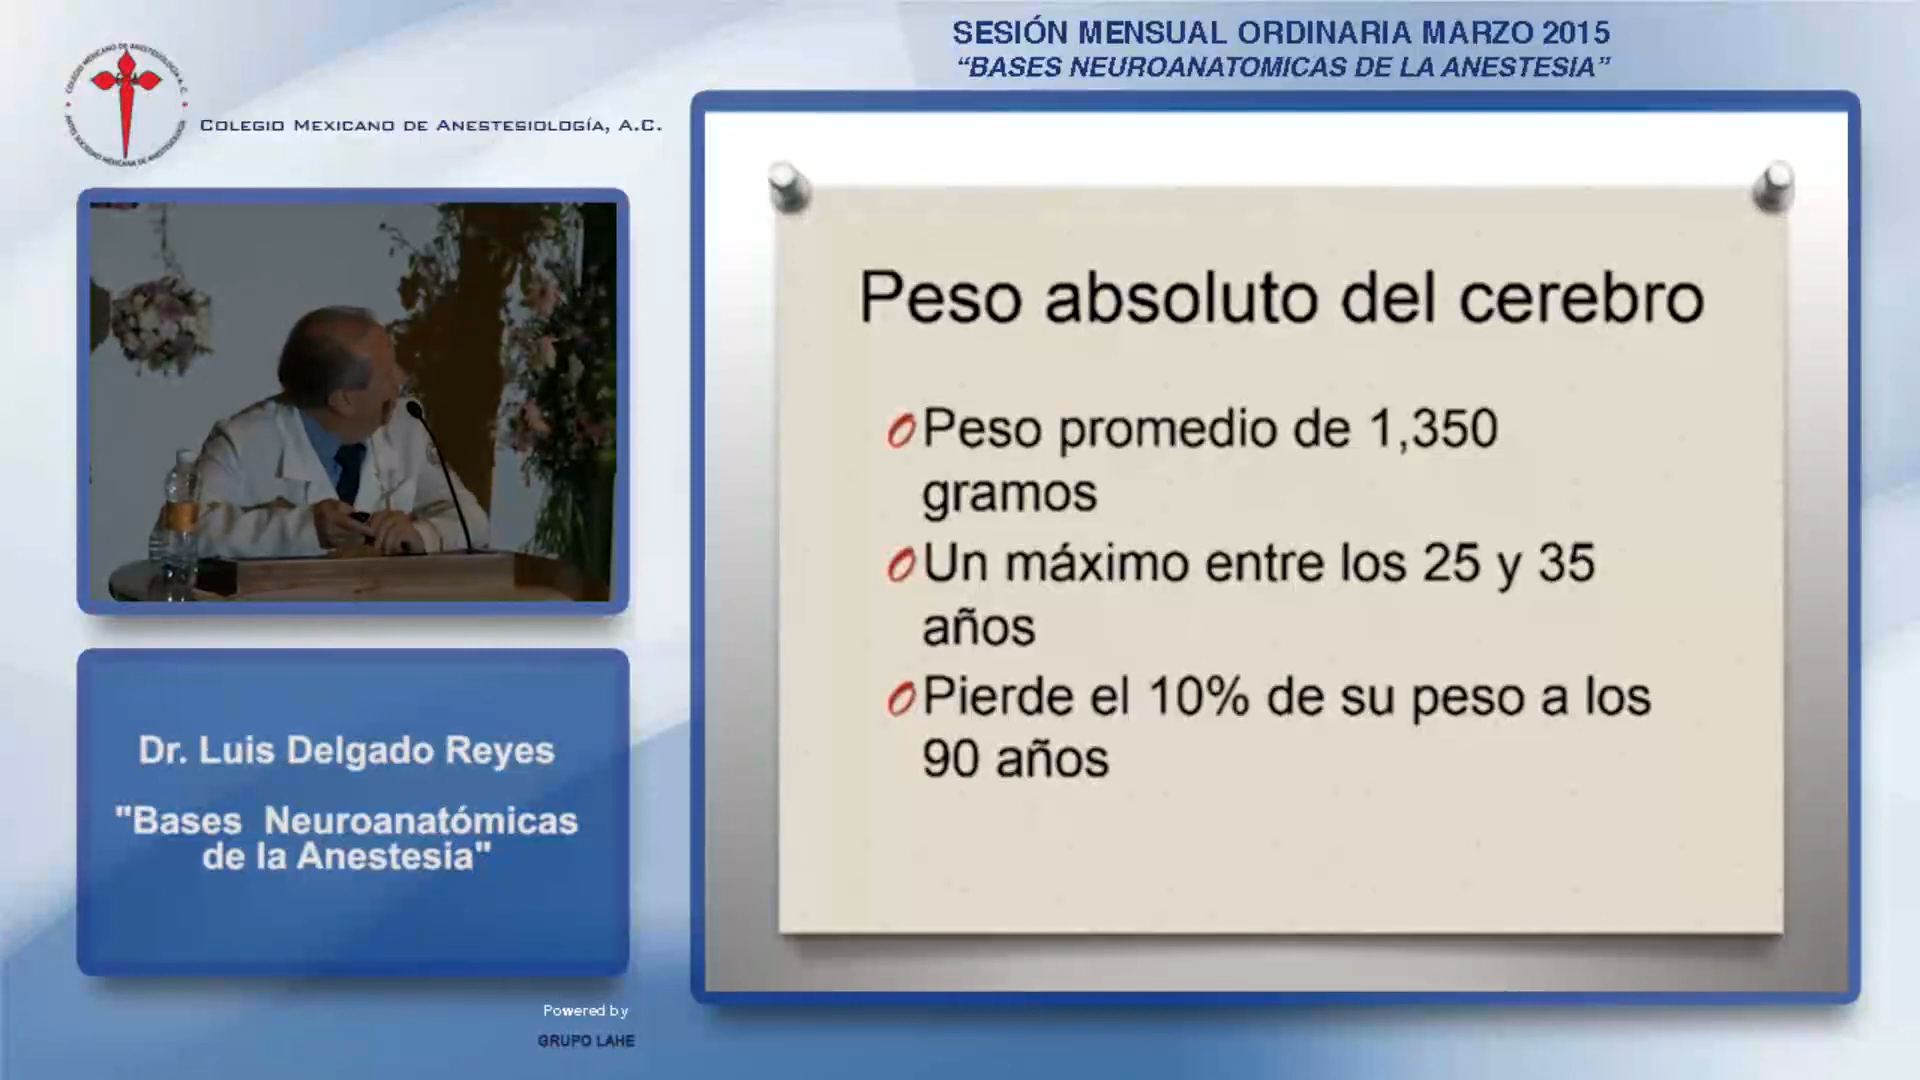 SESIÓN MENSUAL ORDINARIA MARZO 2015
“BASES NEUROANATOMICAS DE LA ANESTESIA”
COLEGIO MEXICANO DE ANESTESIOLOGÍA, A.C.
Peso absoluto del cerebro
Peso promedio de 1,350
gramos
Un máximo entre los 25 y 35
años
Pierde el 10% de su peso a los
90 años
Dr. Luis Delgado Reyes
"Bases Neuroanatómicas
de la Anestesia"
Powered by
GRUPO LAHE